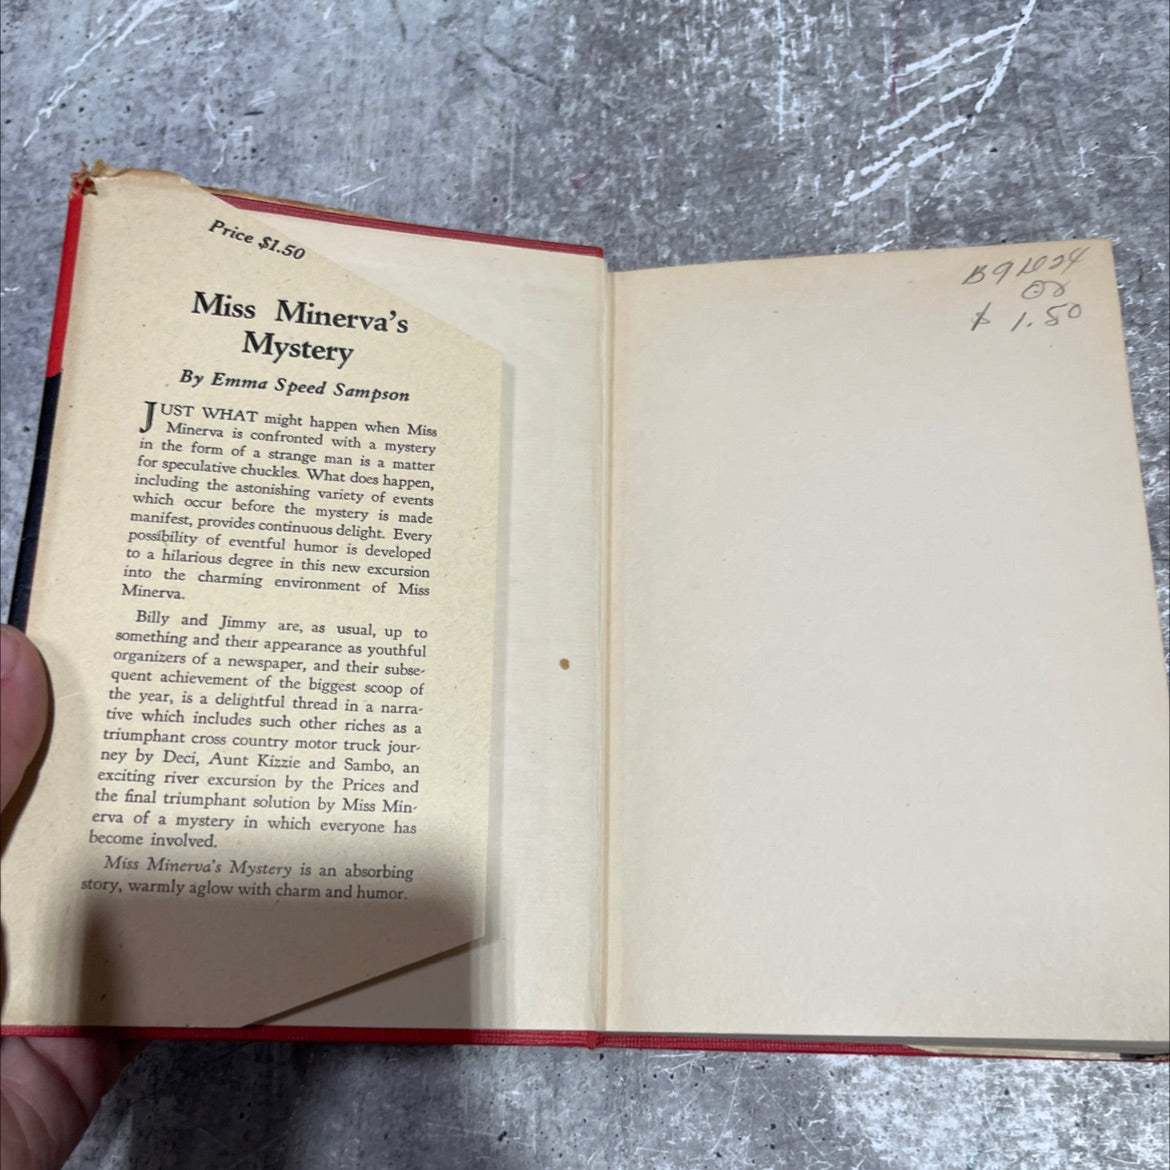 Price $1.50
Miss Minerva's
Mystery
By Emma Speed Sampson
JUST WHAT might happen when Miss
Minerva is confronted with a mystery
in the form of a strange man is a matter
for speculative chuckles. What does happen,
including the astonishing variety of events
which occur before the mystery is made
manifest, provides continuous delight. Every
possibility of eventful humor is developed
to a hilarious degree in this new excursion
into the charming environment of Miss
Minerva.
Billy and Jimmy are, as usual, up to
something and their appearance as youthful
organizers of a newspaper, and their subse-
quent achievement of the biggest scoop of
the year, is a delightful thread in a narra-
tive which includes such other riches as a
triumphant cross country motor truck jour-
ney by Deci, Aunt Kizzie and Sambo, an
exciting river excursion by the Prices and
the final triumphant solution by Miss Min-
erva of a mystery in which everyone has
become involved.
Miss Minerva's Mystery is an absorbing
story, warmly aglow with charm and humor.
$ 1.50